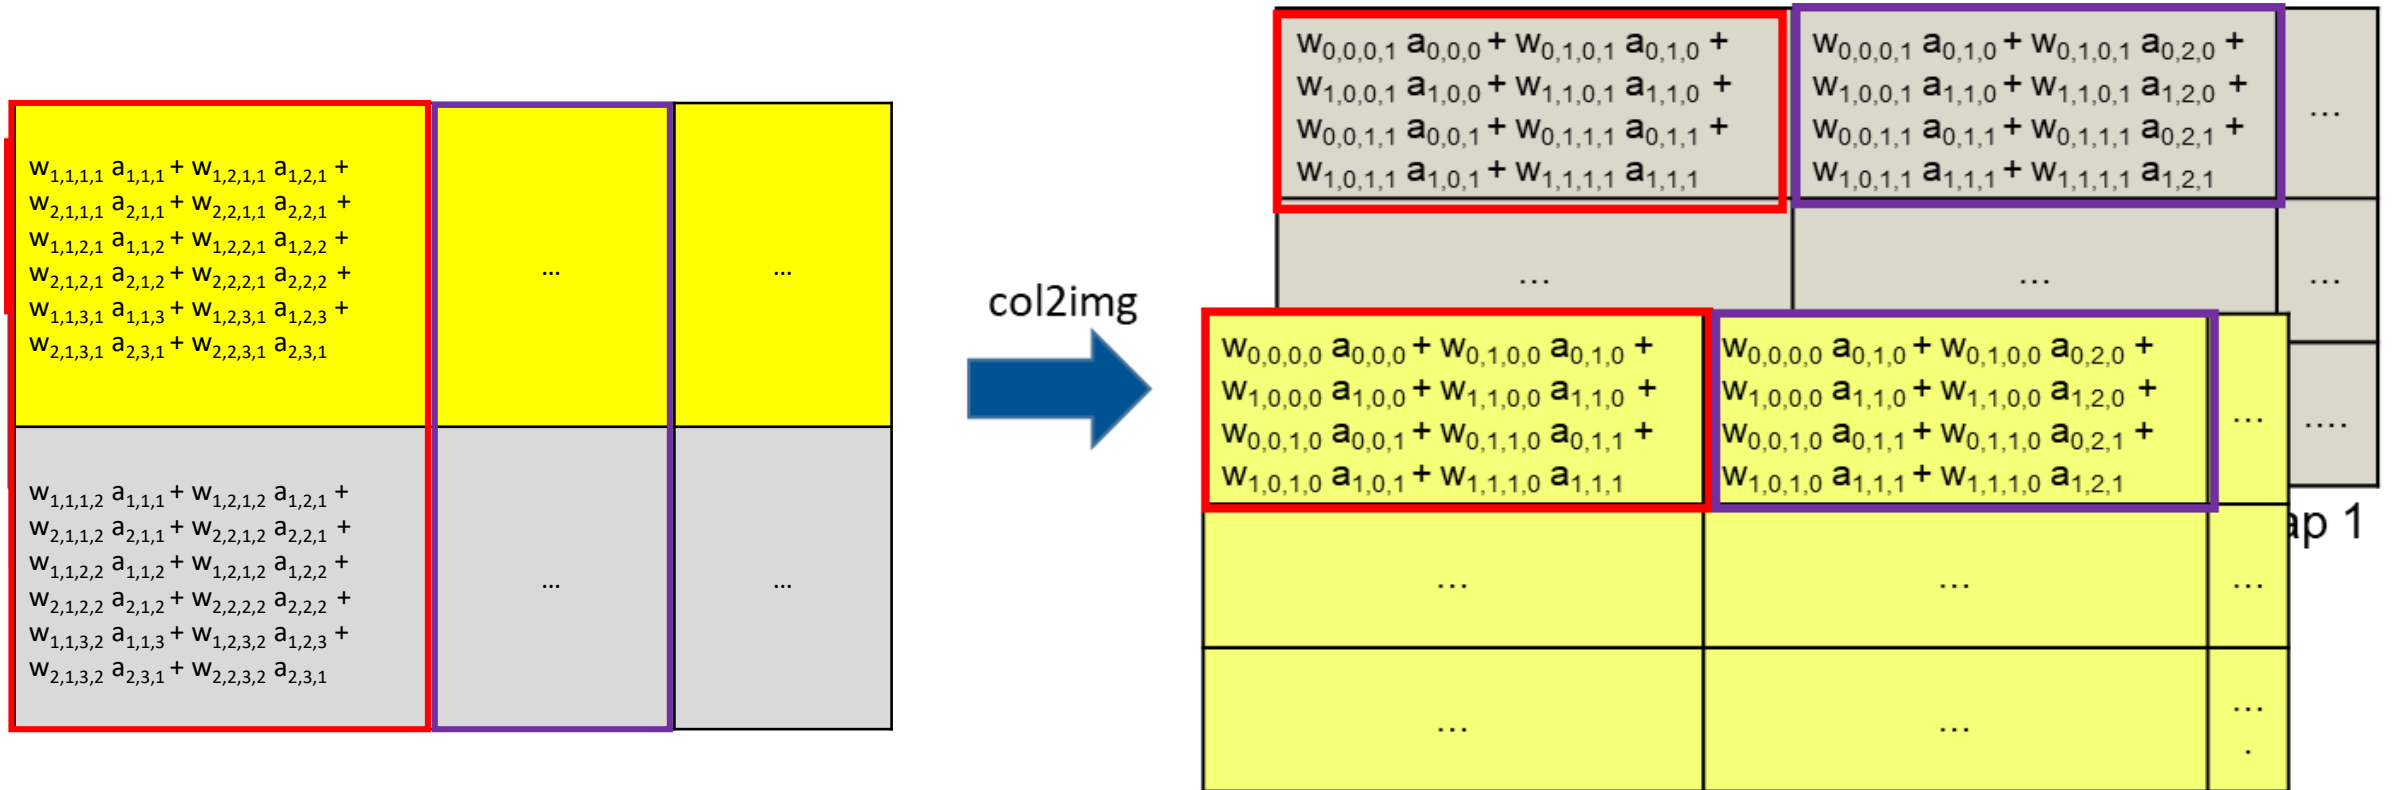 w1,1,1,1 a1,1,1 + w1,2,1,1 a1,2,1 +
w2,1,1,1 a2,1,1 + w2,2,1,1 a2,2,1 +
w1,1,2,1 a1,1,2 + w1,2,2,1 a1,2,2 +
w2,1,2,1 a2,1,2 + w2,2,2,1 a2,2,2 +
w1,1,3,1 a1,1,3 + w1,2,3,1 a1,2,3 +
w2,1,3,1 a2,3,1 + w2,2,3,1 a2,3,1
...
...
w1,1,1,2 a1,1,1 + w1,2,1,2 a1,2,1 +
w2,1,1,2 a2,1,1 + w2,2,1,2 a2,2,1 +
w1,1,2,2 a1,1,2 + w1,2,1,2 a1,2,2 +
w2,1,2,2 a2,1,2 + w2,2,2,2 a2,2,2 +
w1,1,3,2 a1,1,3 + w1,2,3,2 a1,2,3 +
w2,1,3,2 a2,3,1 + w2,2,3,2 a2,3,1
...
...
col2img
w0,0,0,1 a0,0,0 + w0,1,0,1 a0,1,0 +
w1,0,0,1 a1,0,0 + w1,1,0,1 a1,1,0 +
w0,0,1,1 a0,0,1 + w0,1,1,1 a0,1,1 +
w1,0,1,1 a1,0,1 + w1,1,1,1 a1,1,1
w0,0,0,1 a0,1,0 + w0,1,0,1 a0,2,0 +
w1,0,0,1 a1,1,0 + w1,1,0,1 a1,2,0 +
w0,0,1,1 a0,1,1 + w0,1,1,1 a0,2,1 +
w1,0,1,1 a1,1,1 + w1,1,1,1 a1,2,1
...
...
...
...
....
w0,0,0,0 a0,0,0 + w0,1,0,0 a0,1,0 +
w1,0,0,0 a1,0,0 + w1,1,0,0 a1,1,0 +
w0,0,1,0 a0,0,1 + w0,1,1,0 a0,1,1 +
w1,0,1,0 a1,0,1 + w1,1,1,0 a1,1,1
w0,0,0,0 a0,1,0 + w0,1,0,0 a0,2,0 +
w1,0,0,0 a1,1,0 + w1,1,0,0 a1,2,0 +
w0,0,1,0 a0,1,1 + w0,1,1,0 a0,2,1 +
w1,0,1,0 a1,1,1 + w1,1,1,0 a1,2,1
...
ap 1
...
...
...
...
...
...
.